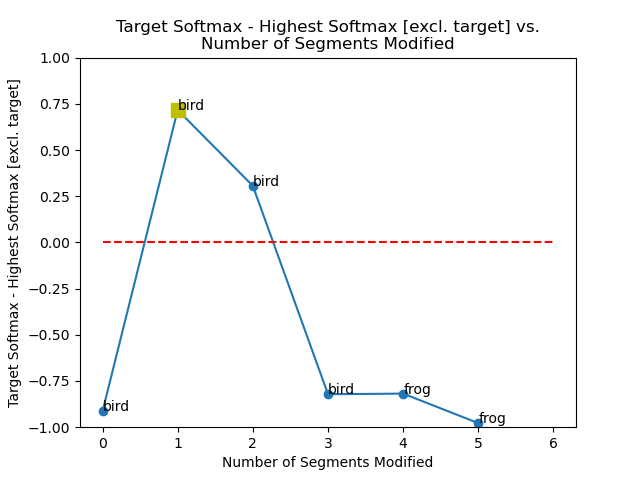 Target Softmax - Highest Softmax [excl. target] vs.
Number of Segments Modified
Target Softmax - Highest Softmax [excl. target]
1.00
0.75
0.50
0.25
0.00
−0.25
−0.50
−0.75
−1.00
bird
bird
bird
bird
frog
frog
0 1 2 3 4 5 6
Number of Segments Modified